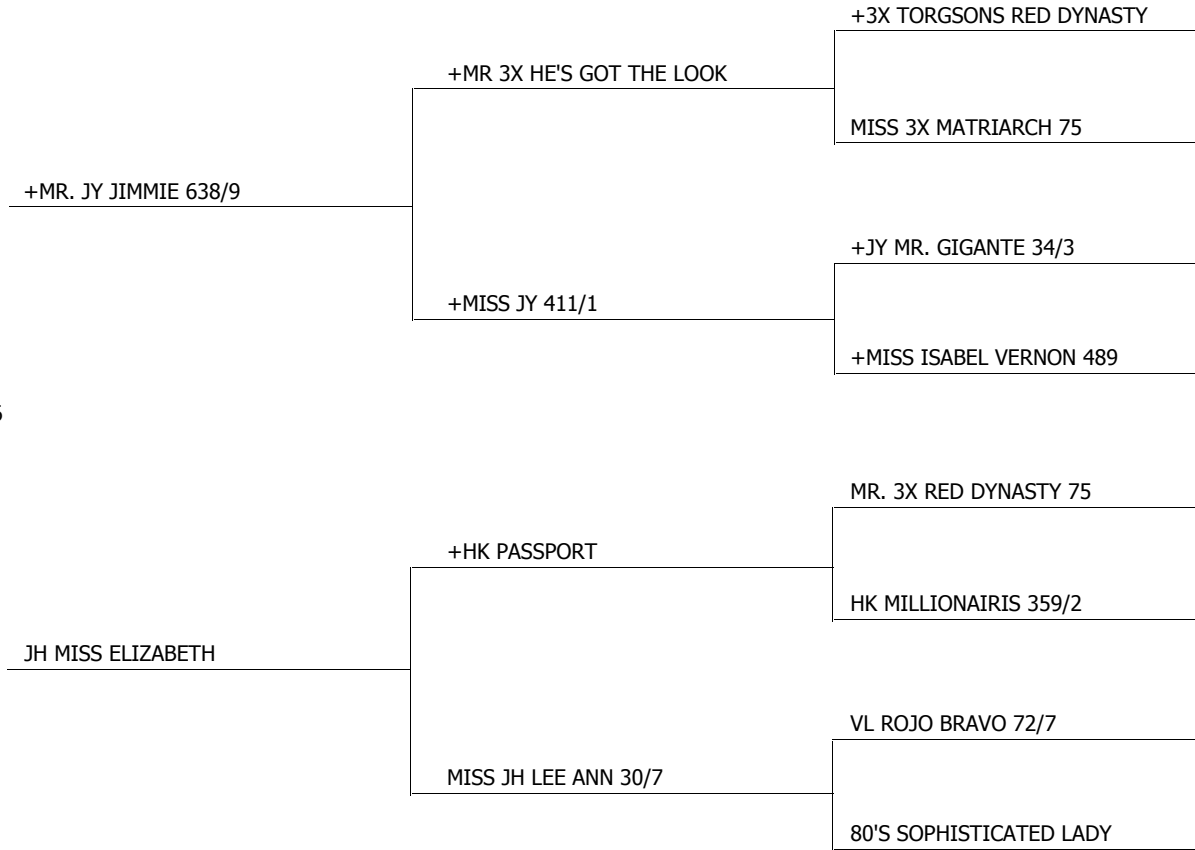 +3X TORGSONS RED DYNASTY
+MR 3X HE'S GOT THE LOOK
MISS 3X MATRIARCH 75
+MR. JY JIMMIE 638/9
+JY MR. GIGANTE 34/3
+MISS JY 411/1
+MISS ISABEL VERNON 489
MR. 3X RED DYNASTY 75
+HK PASSPORT
HK MILLIONAIRIS 359/2
JH MISS ELIZABETH
VL ROJO BRAVO 72/7
MISS JH LEE ANN 30/7
80'S SOPHISTICATED LADY